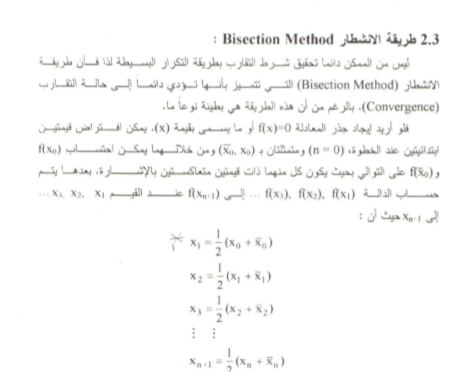 2.3 طريقة الانشطار Bisection Method :
ليس من الممكن دائما تحقيق شرط التقارب بطريقة التكرار البسيطة لذا فأن طريقة
الانشطار (Bisection Method) التي تتميز بأنها تؤدي دائماً إلى حالة التقارب
(Convergence). بالرغم من أن هذه الطريقة هي بطيئة نوعاً ما.
فلو أريد إيجاد جذر المعادلة f(x)=0 أو ما يسمى بقيمة (x). يمكن افتراض قيمتين
ابتدائيتين عند الخطوة، (n = 0) ومتمثلتان بـ (x̅₀, x₀) ومن خلالهما يمكن احتساب f(x₀)
و f(x̅₀) على التوالي بحيث يكون كل منهما ذات قيمتين متعاكستين بالإشارة، بعدها يتم
حساب الدالة f(x₃), f(x₂), f(x₁) ... إلى f(xₙ₋₁) عند القيم x₃, x₂, x₁ ...
إلى xₙ₋₁ حيث أن :
x₁ = 1/2 (x₀ + x̅₀)
x₂ = 1/2 (x₁ + x̅₁)
x₃ = 1/2 (x₂ + x̅₂)
⋮ ⋮
xₙ₊₁ = 1/2 (xₙ + x̅ₙ)